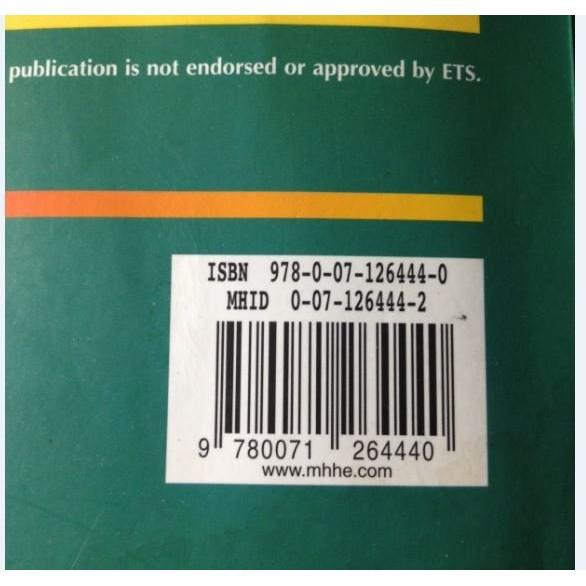 publication is not endorsed or approved by ETS.
ISBN 978-0-07-126444-0
MHID 0-07-126444-2
9 780071 264440
www.mhhe.com